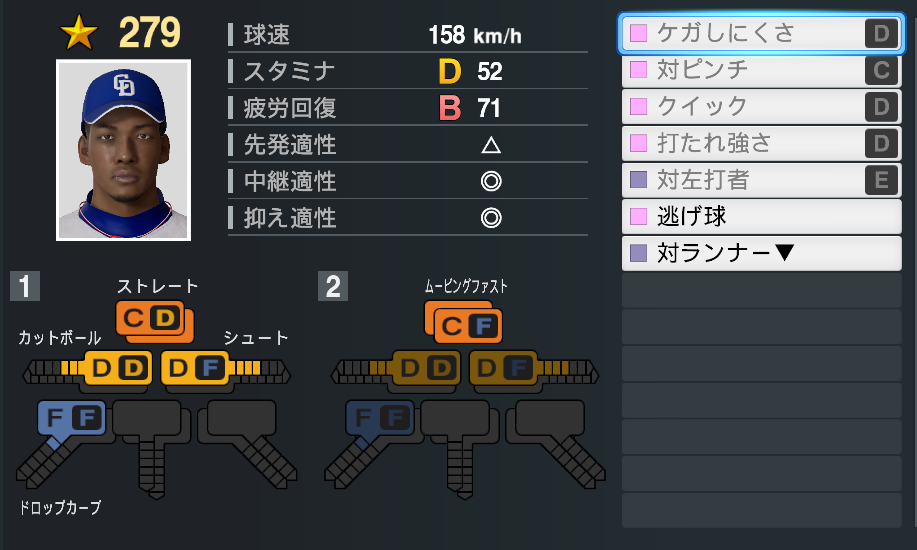 ★ 279
球速 158 km/h
スタミナ D 52
疲労回復 B 71
先発適性 △
中継適性 ◎
抑え適性 ◎
ケガしにくさ D
対ピンチ C
クイック D
打たれ強さ D
対左打者 E
逃げ球
対ランナー▼
CD
1
ストレート
C D
カットボール
シュート
D D
D F
F F
ドロップカーブ
2
ムービングファスト
C F
D D
D F
F F